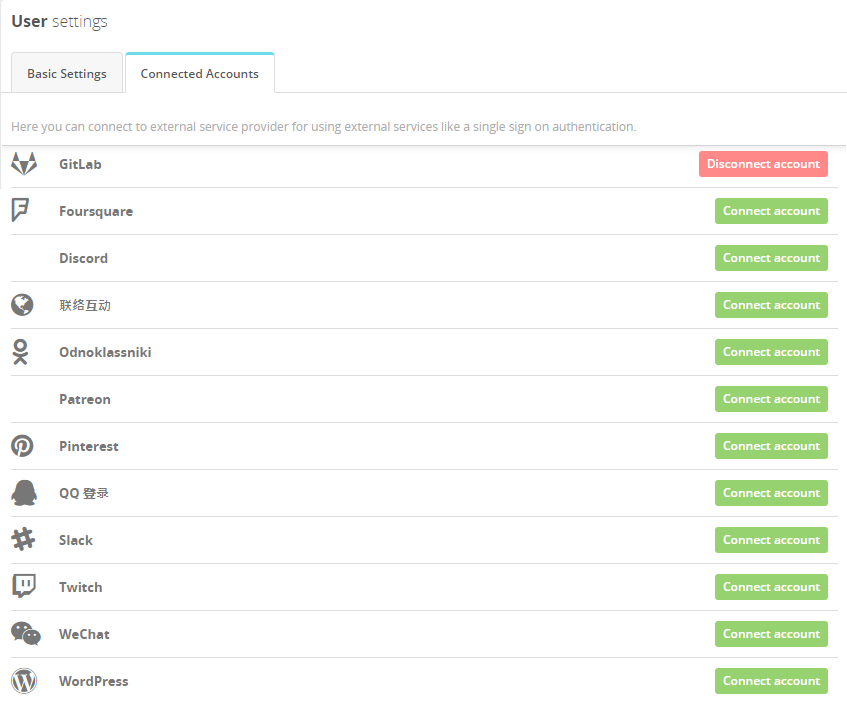 User settings
Basic Settings
Connected Accounts
Here you can connect to external service provider for using external services like a single sign on authentication.
GitLab
Disconnect account
Foursquare
Connect account
Discord
Connect account
联络互动
Connect account
Odnoklassniki
Connect account
Patreon
Connect account
Pinterest
Connect account
QQ 登录
Connect account
Slack
Connect account
Twitch
Connect account
WeChat
Connect account
WordPress
Connect account